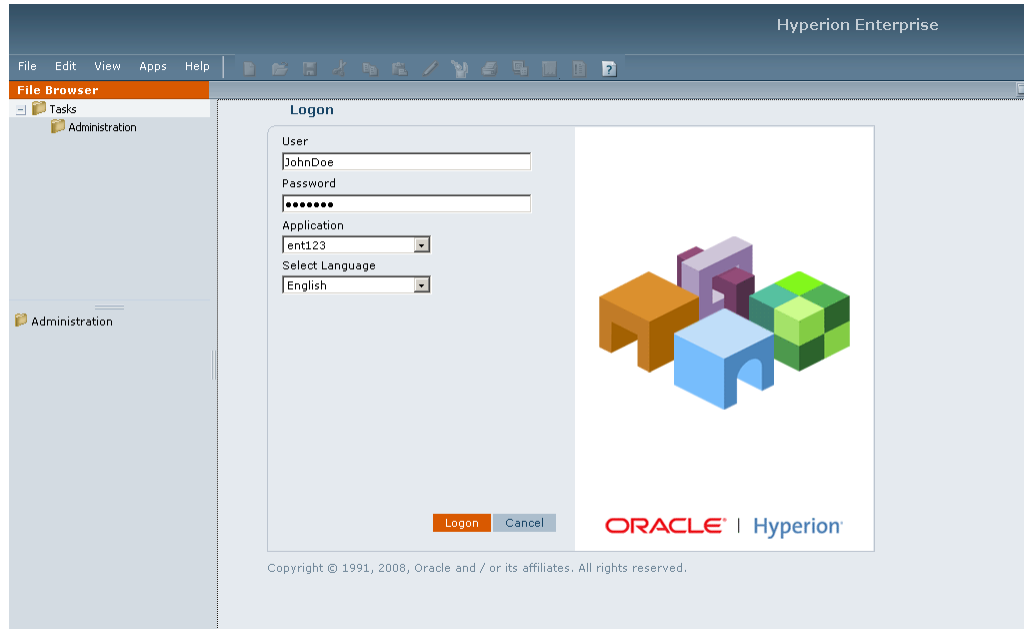 Hyperion Enterprise
File Edit View Apps Help
File Browser
Tasks
Administration
Administration
Logon
User
JohnDoe
Password
•••••••
Application
ent123
Select Language
English
Logon Cancel
ORACLE | Hyperion
Copyright © 1991, 2008, Oracle and / or its affiliates. All rights reserved.